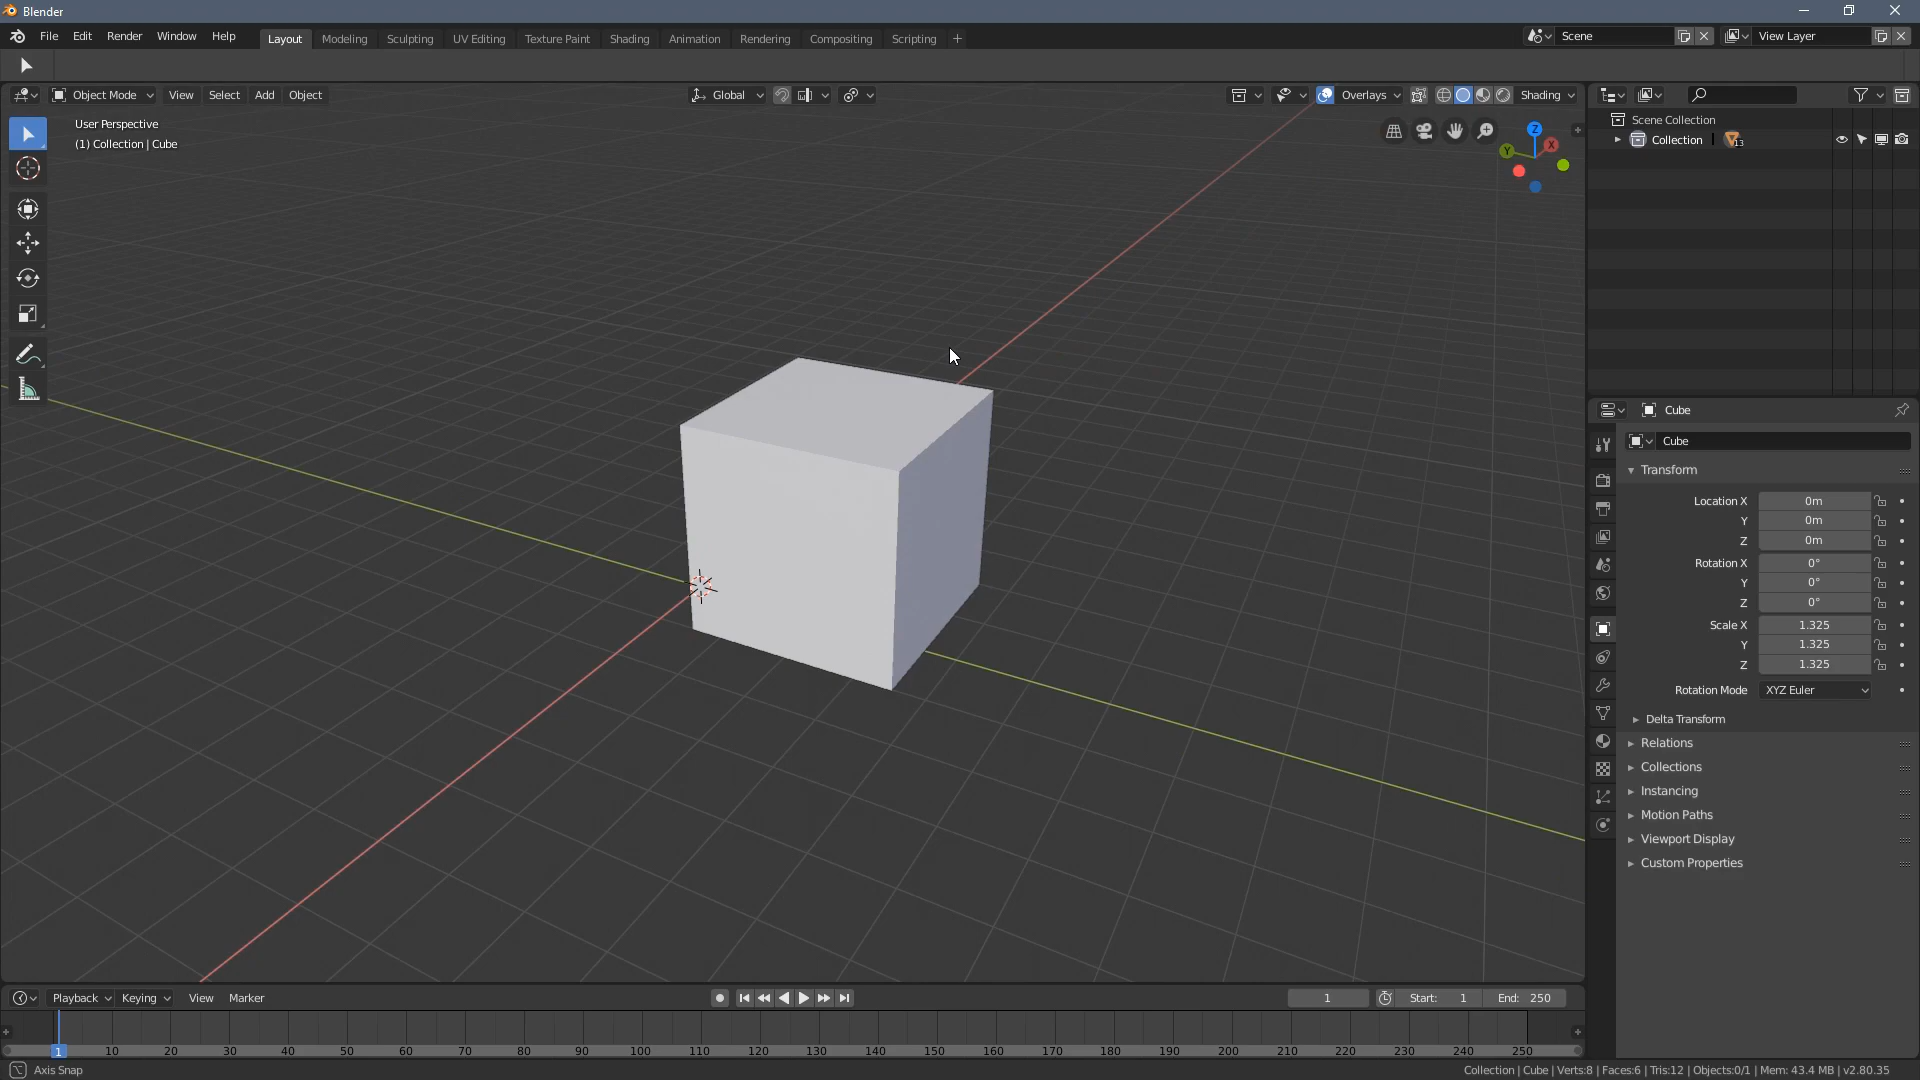 Blender
File Edit Render Window Help Layout Modeling Sculpting UV Editing Texture Paint Shading Animation Rendering Compositing Scripting + Scene View Layer
Object Mode View Select Add Object Global Overlays Shading
User Perspective
(1) Collection | Cube
Z
Y
X
Scene Collection
Collection 13
Cube
Cube
Transform
Location X 0m
Y 0m
Z 0m
Rotation X 0°
Y 0°
Z 0°
Scale X 1.325
Y 1.325
Z 1.325
Rotation Mode XYZ Euler
Delta Transform
Relations
Collections
Instancing
Motion Paths
Viewport Display
Custom Properties
Playback Keying View Marker 1 Start: 1 End: 250
1 10 20 30 40 50 60 70 80 90 100 110 120 130 140 150 160 170 180 190 200 210 220 230 240 250
Axis Snap Collection | Cube | Verts:8 | Faces:6 | Tris:12 | Objects:0/1 | Mem: 43.4 MB | v2.80.35